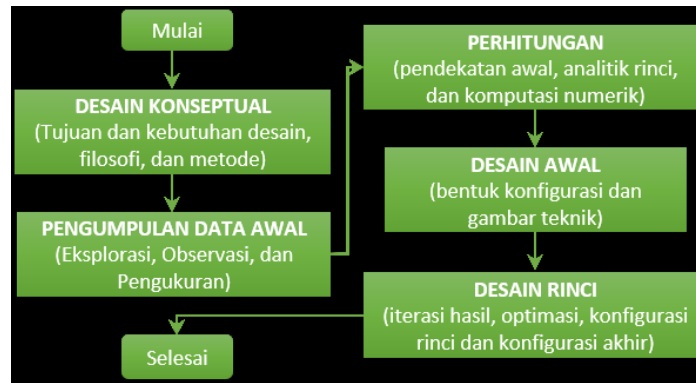 Mulai
DESAIN KONSEPTUAL
(Tujuan dan kebutuhan desain,
filosofi, dan metode)
PENGUMPULAN DATA AWAL
(Eksplorasi, Observasi, dan
Pengukuran)
PERHITUNGAN
(pendekatan awal, analitik rinci,
dan komputasi numerik)
DESAIN AWAL
(bentuk konfigurasi dan
gambar teknik)
DESAIN RINCI
(iterasi hasil, optimasi, konfigurasi
rinci dan konfigurasi akhir)
Selesai